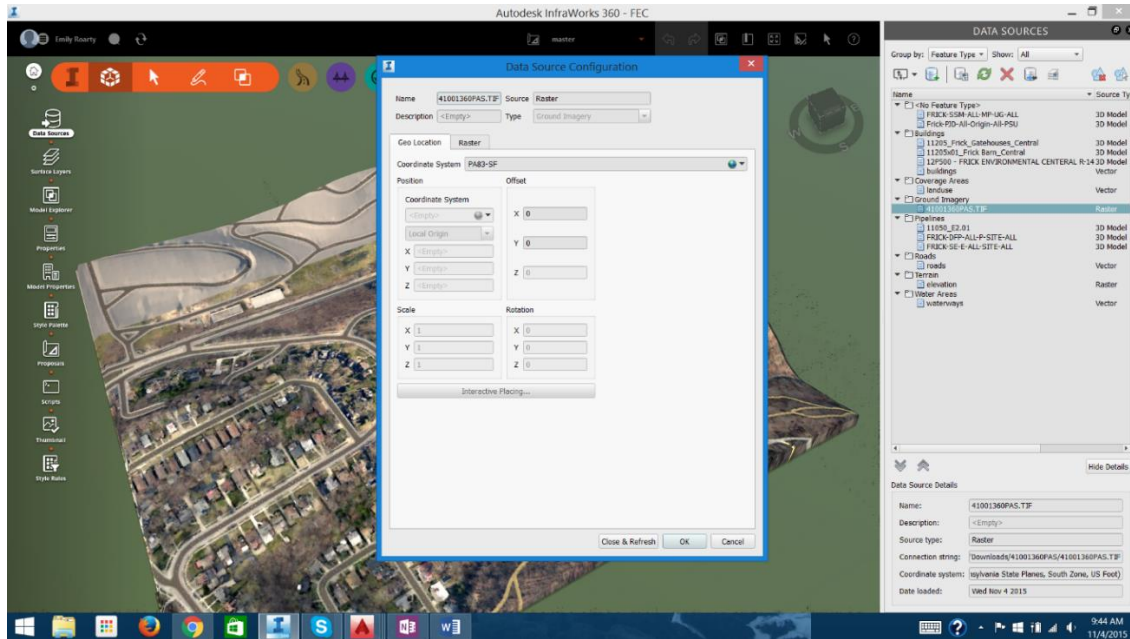 Autodesk InfraWorks 360 - FEC
Emily Roarty
master
Data Sources
Surface Layers
Model Explorer
Properties
Model Properties
Style Palette
Proposals
Scripts
Thumbnail
Style Rules
W
S
Data Source Configuration
Name 41001360PAS.TIF Source Raster
Description <Empty> Type Ground Imagery
Geo Location Raster
Coordinate System PA83-SF
Position Offset
Coordinate System
<Empty>
X 0
Local Origin
Y 0
X <Empty>
Y <Empty>
Z 0
Z <Empty>
Scale Rotation
X 1 X 0
Y 1 Y 0
Z 1 Z 0
Interactive Placing...
Close & Refresh OK Cancel
DATA SOURCES
Group by: Feature Type Show: All
Name Source Ty
<No Feature Type>
FRICK-SSM-ALL-MP-UG-ALL 3D Model
Frick-PJD-All-Origin-All-PSU 3D Model
Buildings
11205_Frick_Gatehouses_Central 3D Model
11205x01_Frick Barn_Central 3D Model
12P500 - FRICK ENVIRONMENTAL CENTERAL R-14 3D Model
buildings Vector
Coverage Areas
landuse Vector
Ground Imagery
41001360PAS.TIF Raster
Pipelines
11050_E2.01 3D Model
FRICK-DFP-ALL-P-SITE-ALL 3D Model
FRICK-SE-E-ALL-SITE-ALL 3D Model
Roads
roads Vector
Terrain
elevation Raster
Water Areas
waterways Vector
Hide Details
Data Source Details
Name: 41001360PAS.TIF
Description: <Empty>
Source type: Raster
Connection string: 'Downloads/41001360PAS/41001360PAS.TIF
Coordinate system: nsylvania State Planes, South Zone, US Foot)
Date loaded: Wed Nov 4 2015
9:44 AM
11/4/2015